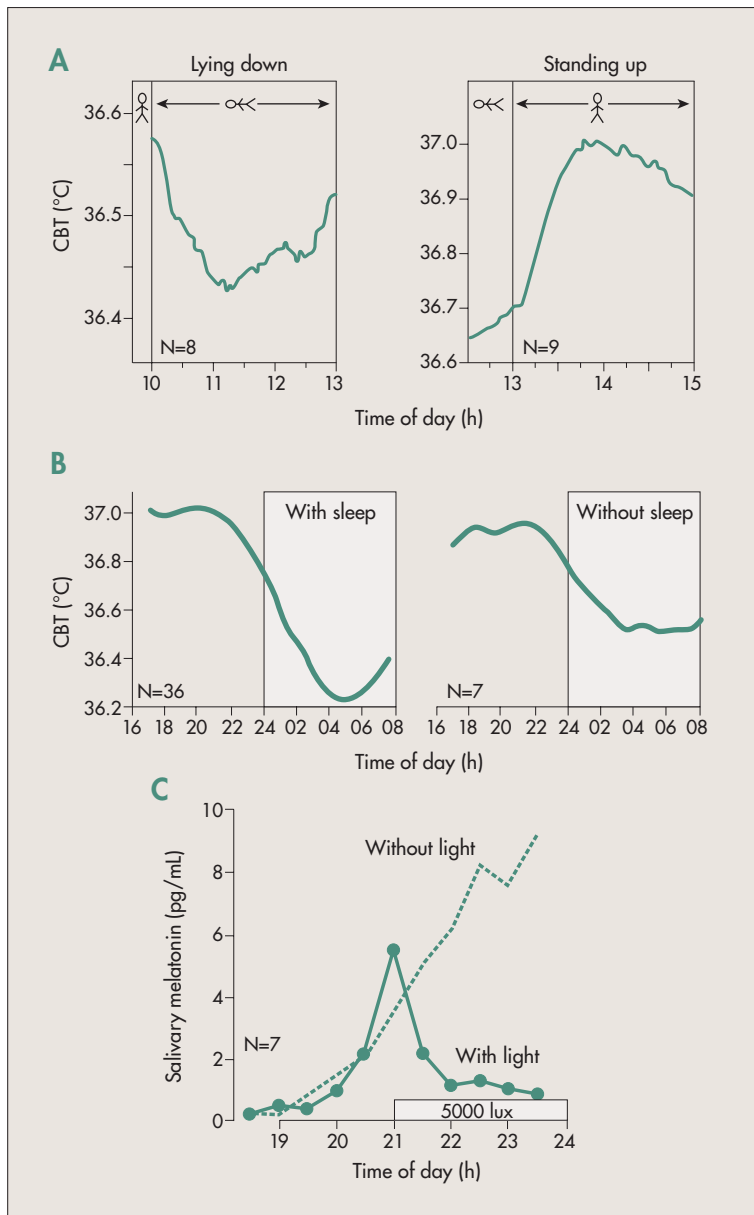 A
Lying down
Standing up
36.6
36.5
36.4
CBT (°C)
N=8
10 11 12 13
37.0
36.9
36.8
36.7
36.6
N=9
13 14 15
Time of day (h)
B
37.0
36.8
36.6
36.4
36.2
CBT (°C)
With sleep
N=36
16 18 20 22 24 02 04 06 08
Without sleep
N=7
16 18 20 22 24 02 04 06 08
Time of day (h)
C
10
8
6
4
2
0
Salivary melatonin (pg/mL)
Without light
N=7
With light
5000 lux
19 20 21 22 23 24
Time of day (h)